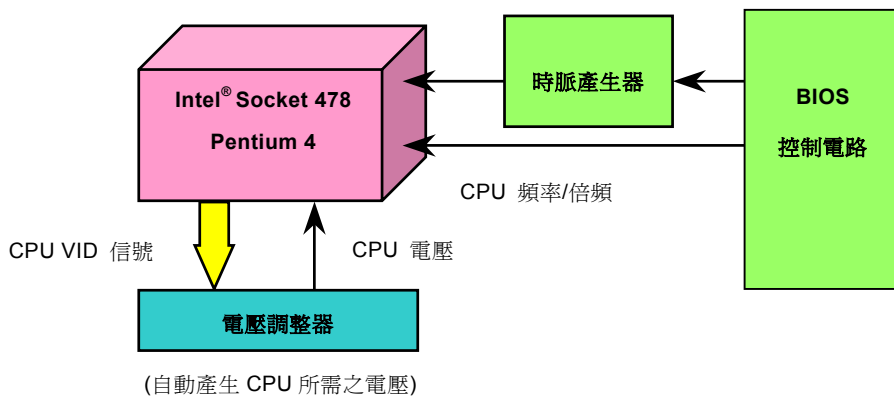 Intel® Socket 478
Pentium 4
時脈產生器
BIOS
控制電路
CPU 頻率/倍頻
CPU VID 信號
CPU 電壓
電壓調整器
(自動產生 CPU 所需之電壓)